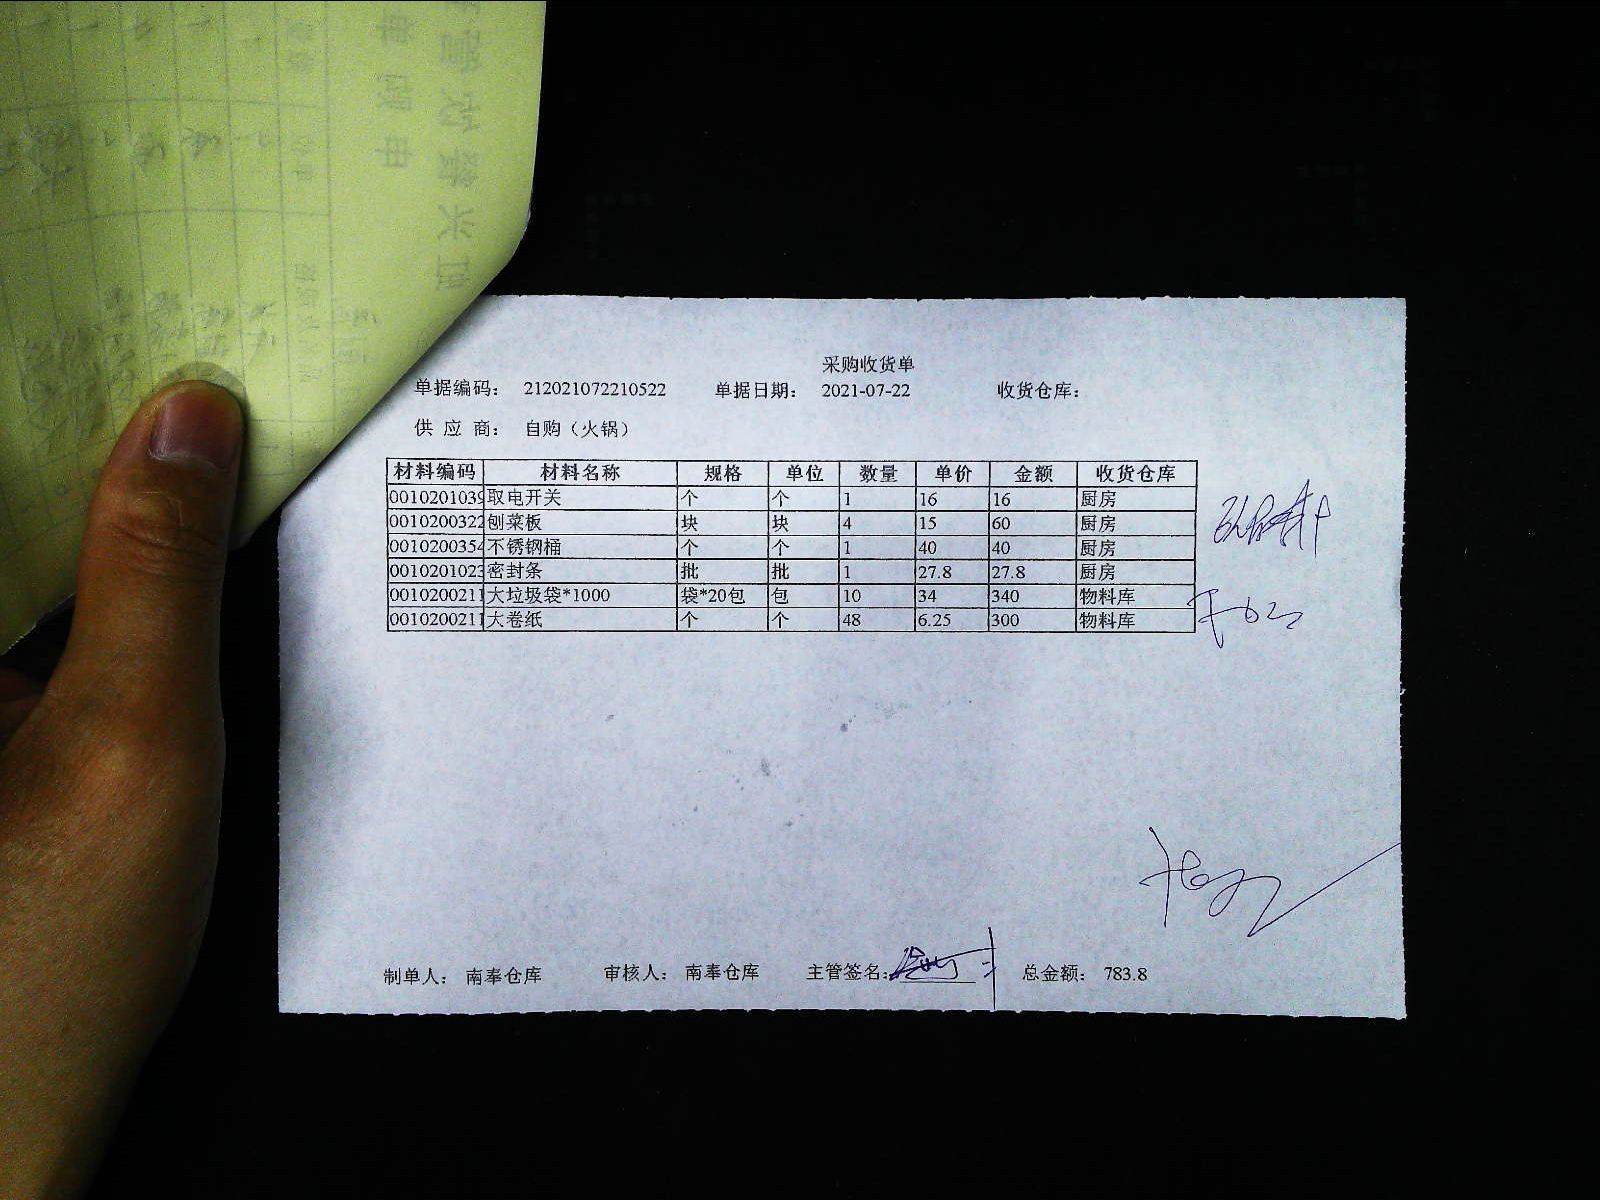 采购收货单
单据编码： 212021072210522 单据日期： 2021-07-22 收货仓库：
供 应 商： 自购（火锅）
材料编码 材料名称 规格 单位 数量 单价 金额 收货仓库
0010201039 取电开关 个 个 1 16 16 厨房
0010200322 刨菜板 块 块 4 15 60 厨房
0010200354 不锈钢桶 个 个 1 40 40 厨房
0010201023 密封条 批 批 1 27.8 27.8 厨房
0010200211 大垃圾袋*1000 袋*20包 包 10 34 340 物料库
0010200211 大卷纸 个 个 48 6.25 300 物料库
制单人： 南奉仓库 审核人： 南奉仓库 主管签名： 总金额： 783.8